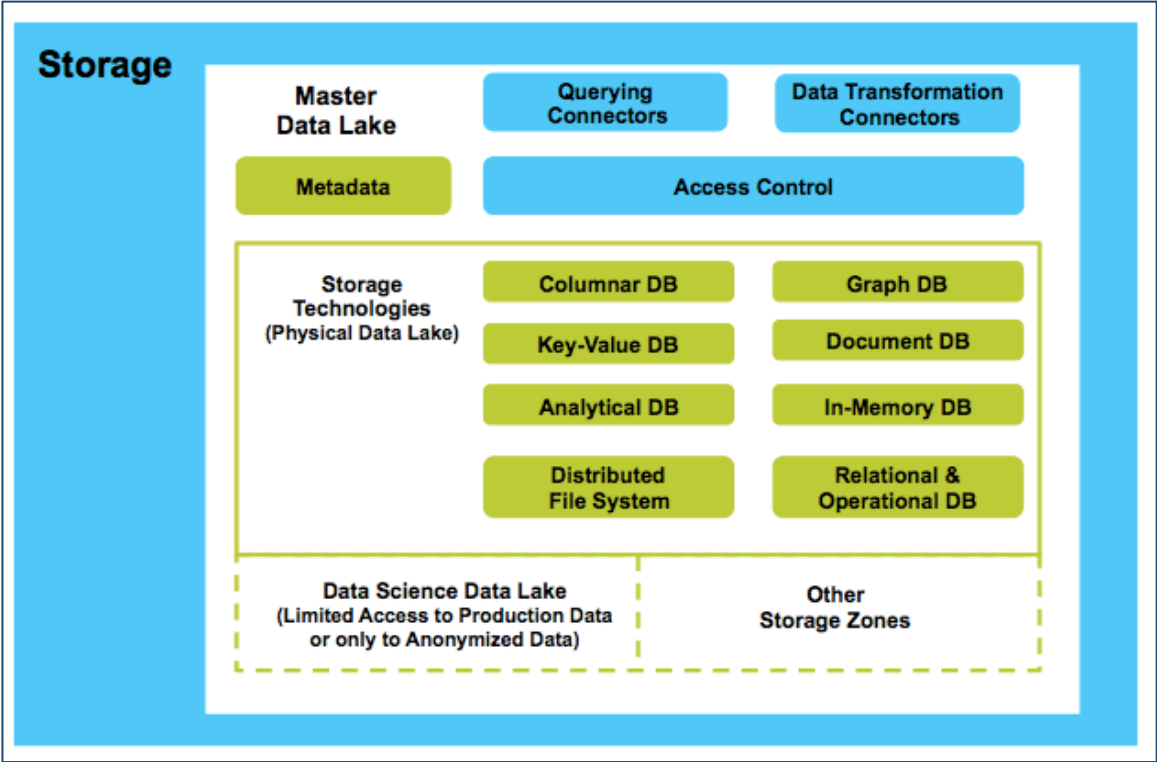 Storage
Master
Data Lake
Querying
Connectors
Data Transformation
Connectors
Metadata
Access Control
Storage
Technologies
(Physical Data Lake)
Columnar DB
Graph DB
Key-Value DB
Document DB
Analytical DB
In-Memory DB
Distributed
File System
Relational &
Operational DB
Data Science Data Lake
(Limited Access to Production Data
or only to Anonymized Data)
Other
Storage Zones